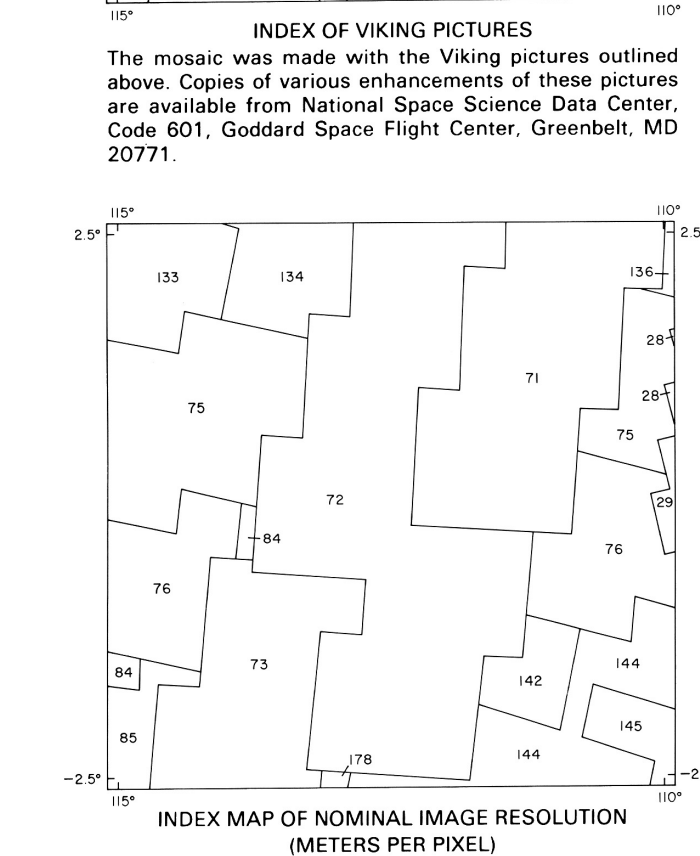 115° 110°
INDEX OF VIKING PICTURES
The mosaic was made with the Viking pictures outlined
above. Copies of various enhancements of these pictures
are available from National Space Science Data Center,
Code 601, Goddard Space Flight Center, Greenbelt, MD
20771.
115° 110°
2.5° 2.5
133 134 136
28
71
28
75
75
72
29
84
76
76
73 144
84
142
145
85
144
178
−2.5° −2
115° 110°
INDEX MAP OF NOMINAL IMAGE RESOLUTION
(METERS PER PIXEL)